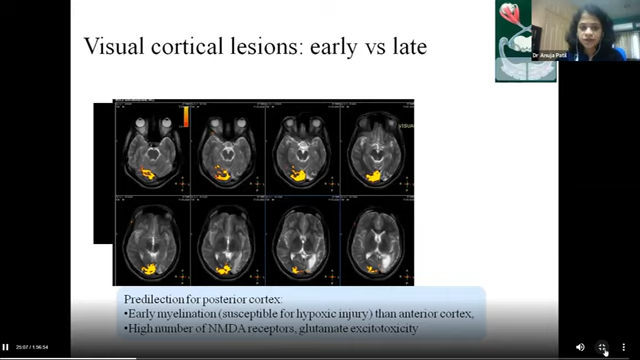 Visual cortical lesions: early vs late
Dr Anuja Patil
VISUAL
Predilection for posterior cortex:
•Early myelination (susceptible for hypoxic injury) than anterior cortex,
•High number of NMDA receptors, glutamate excitotoxicity
25:07 / 1:56:54